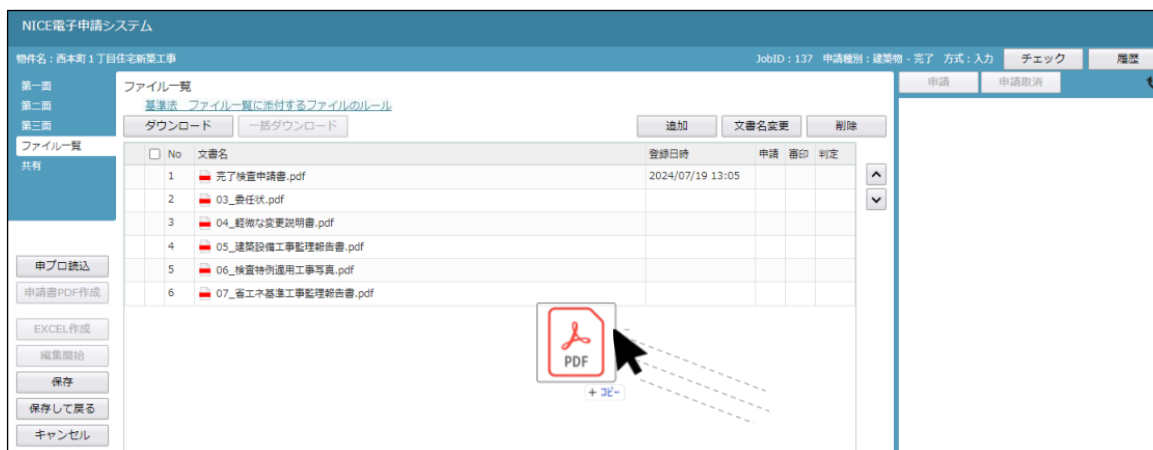 NICE電子申請システム
物件名：西本町１丁目住宅新築工事
JobID：137 申請種別：建築物 - 完了 方式：入力
チェック
履歴
第一面
第二面
第三面
ファイル一覧
共有
ファイル一覧
基準法 ファイル一覧に添付するファイルのルール
ダウンロード
一括ダウンロード
追加
文書名変更
削除
申請
申請取消
No 文書名 登録日時 申請 審印 判定
1 完了検査申請書.pdf 2024/07/19 13:05
2 03_委任状.pdf
3 04_軽微な変更説明書.pdf
4 05_建築設備工事監理報告書.pdf
5 06_検査特例適用工事写真.pdf
6 07_省エネ基準工事監理報告書.pdf
申プロ読込
申請書PDF作成
EXCEL作成
編集開始
保存
保存して戻る
キャンセル
PDF
+ コピー